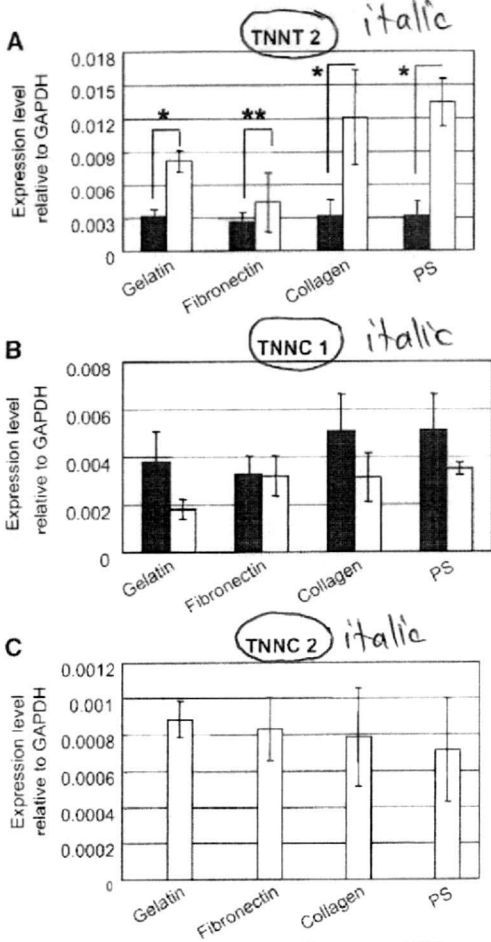 A
TNNT 2 italic
Expression level
relative to GAPDH
0.018
0.015
0.012
0.009
0.006
0.003
0
* ** * *
Gelatin Fibronectin Collagen PS
B
TNNC 1 italic
Expression level
relative to GAPDH
0.008
0.006
0.004
0.002
0
Gelatin Fibronectin Collagen PS
C
TNNC 2 italic
Expression level
relative to GAPDH
0.0012
0.001
0.0008
0.0006
0.0004
0.0002
0
Gelatin Fibronectin Collagen PS